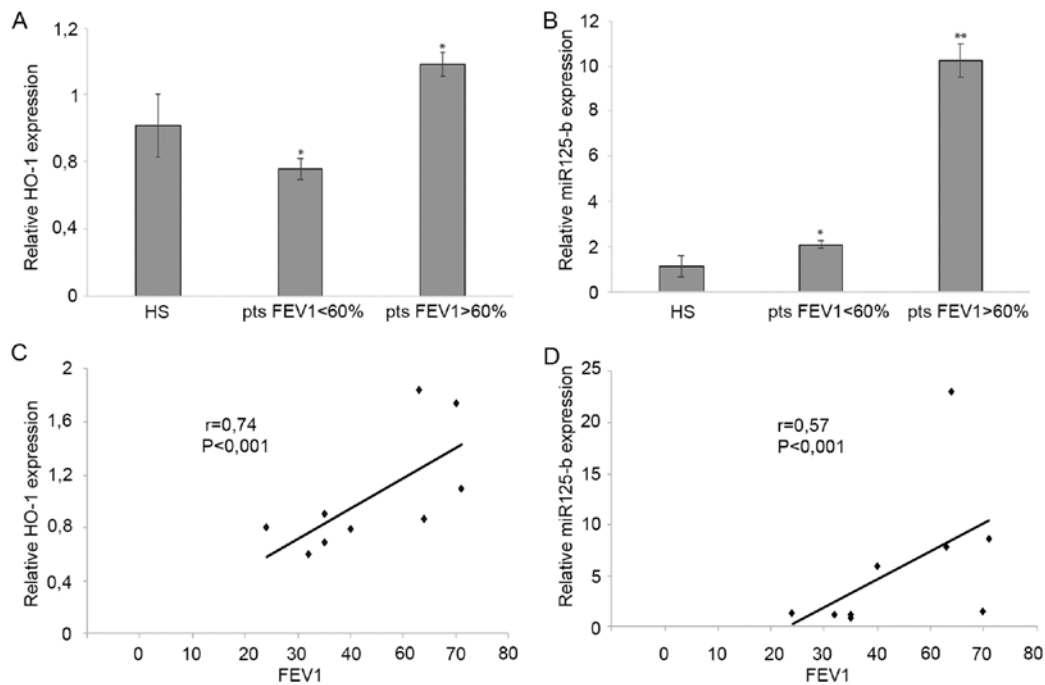 A
Relative HO-1 expression
1,2
1
0,8
0,4
0
*
*
HS
pts FEV1<60%
pts FEV1>60%
B
Relative miR125-b expression
12
10
8
6
4
2
0
*
**
HS
pts FEV1<60%
pts FEV1>60%
C
Relative HO-1 expression
2
1,6
1,2
0,8
0,4
0
r=0,74
P<0,001
0 10 20 30 40 50 60 70 80
FEV1
D
Relative miR125-b expression
25
20
15
10
5
0
r=0,57
P<0,001
0 10 20 30 40 50 60 70 80
FEV1